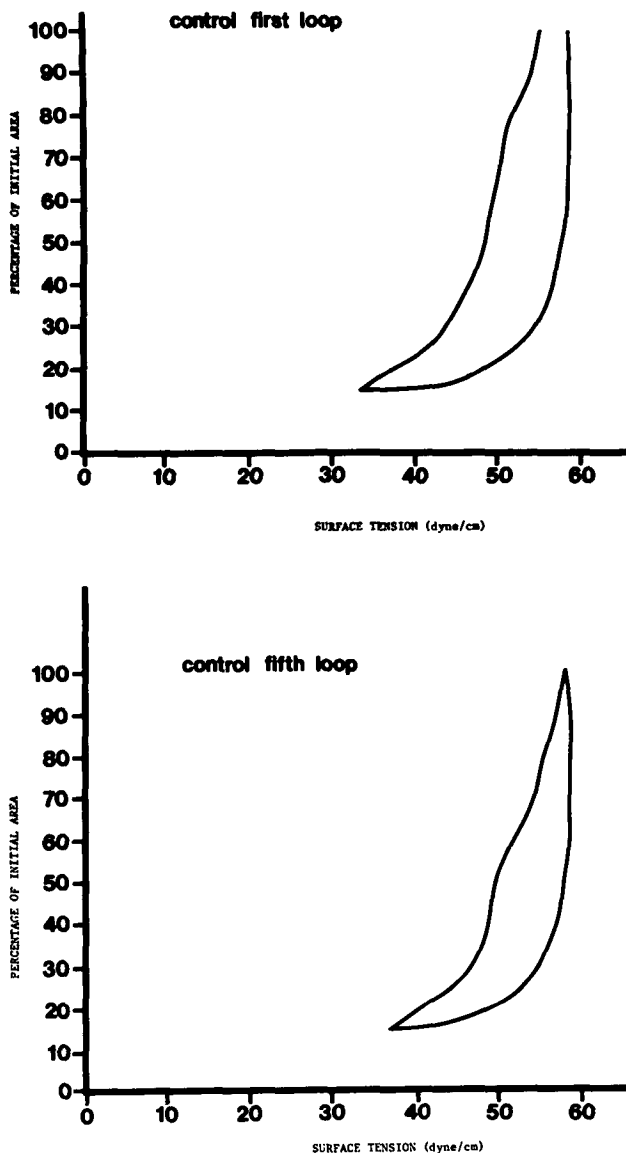 control first loop
100
90
80
70
60
50
40
30
20
10
0
PERCENTAGE OF INITIAL AREA
0 10 20 30 40 50 60
SURFACE TENSION (dyne/cm)
control fifth loop
100
90
80
70
60
50
40
30
20
10
0
PERCENTAGE OF INITIAL AREA
0 10 20 30 40 50 60
SURFACE TENSION (dyne/cm)